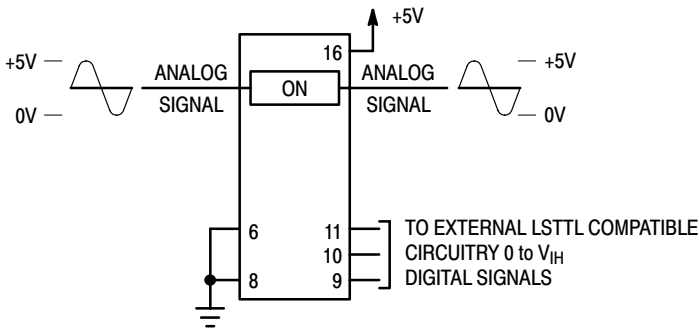 +5V
16
+5V
0V
ANALOG
SIGNAL
ON
ANALOG
SIGNAL
+5V
0V
6
8
11
10
9
TO EXTERNAL LSTTL COMPATIBLE
CIRCUITRY 0 to VIH
DIGITAL SIGNALS